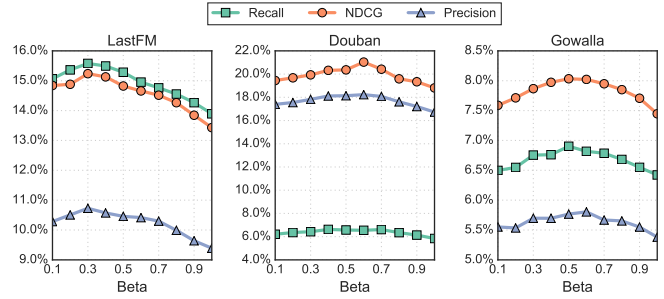 Recall NDCG Precision
LastFM
16.0%
15.0%
14.0%
13.0%
12.0%
11.0%
10.0%
9.0%
0.1 0.3 0.5 0.7 0.9
Beta
Douban
22.0%
20.0%
18.0%
16.0%
14.0%
12.0%
10.0%
8.0%
6.0%
4.0%
0.1 0.3 0.5 0.7 0.9
Beta
Gowalla
8.5%
8.0%
7.5%
7.0%
6.5%
6.0%
5.5%
5.0%
0.1 0.3 0.5 0.7 0.9
Beta